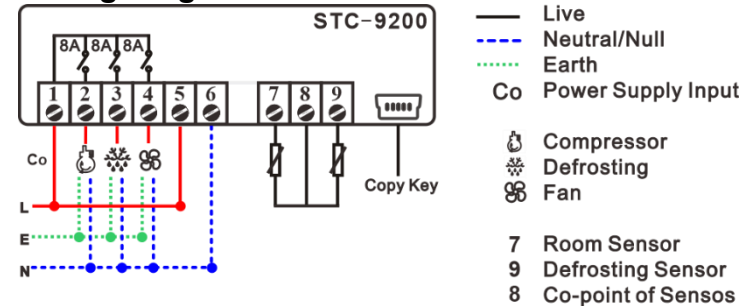 STC-9200
8A 8A 8A
1 2 3 4 5 6 7 8 9
Co
Copy Key
L
E
N
Live
Neutral/Null
Earth
Co Power Supply Input
Compressor
Defrosting
Fan
7 Room Sensor
9 Defrosting Sensor
8 Co-point of Sensos